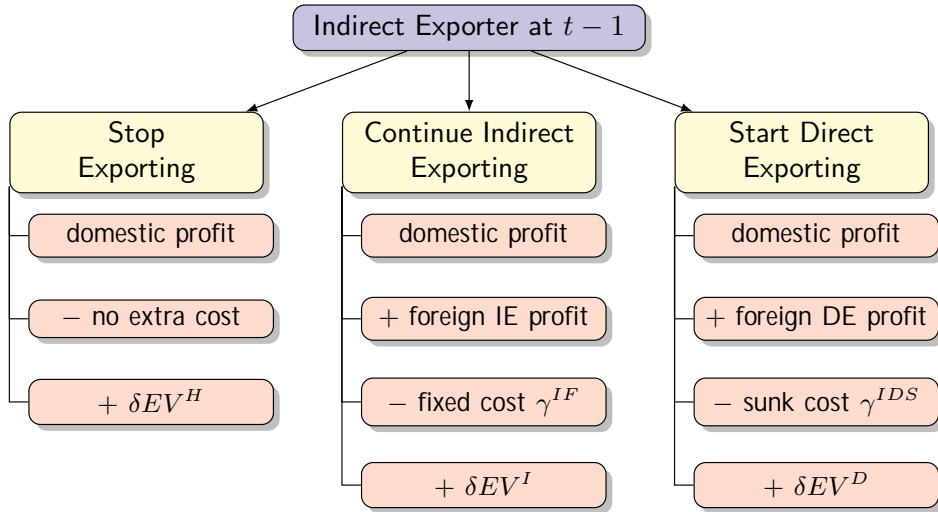 Indirect Exporter at t − 1
Stop
Exporting
domestic profit
− no extra cost
+ δEV^H
Continue Indirect
Exporting
domestic profit
+ foreign IE profit
− fixed cost γ^{IF}
+ δEV^I
Start Direct
Exporting
domestic profit
+ foreign DE profit
− sunk cost γ^{IDS}
+ δEV^D